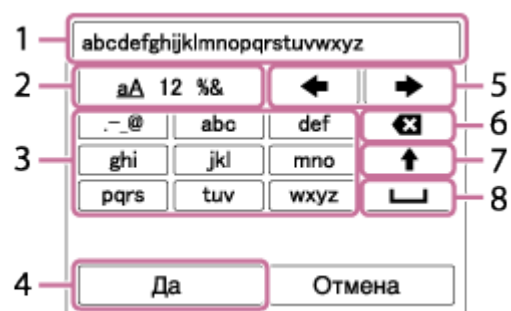 1 abcdefghijklmnopqrstuvwxyz
2 aA 12 %& 5
.-_@ abc def 6
3 ghi jkl mno 7
pqrs tuv wxyz 8
4 Да Отмена